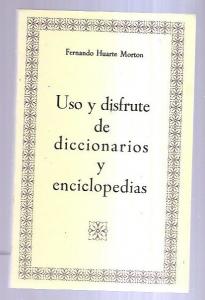 Fernando Huarte Morton
Uso y disfrute
de
diccionarios
y
enciclopedias